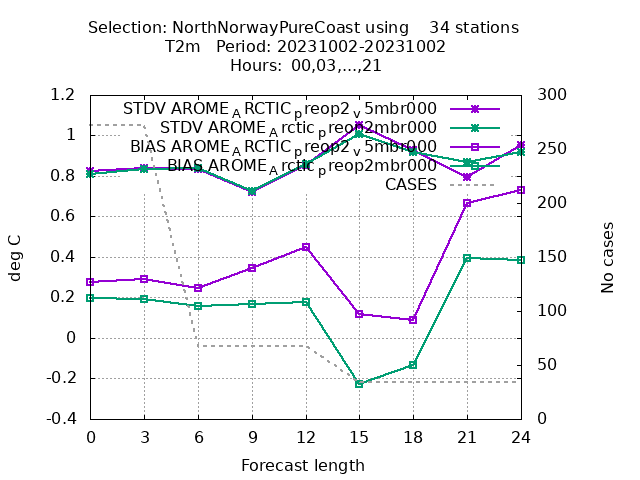 Selection: NorthNorwayPureCoast using    34 stations
T2m   Period: 20231002-20231002
Hours:  00,03,...,21
STDV AROME_ARCTIC_preop2_v5mbr000
STDV AROME_Arctic_preop2mbr000
BIAS AROME_ARCTIC_preop2_v5mbr000
BIAS AROME_Arctic_preop2mbr000
CASES
1.2
1
0.8
0.6
0.4
0.2
0
-0.2
-0.4
deg C
300
250
200
150
100
50
0
No cases
0 3 6 9 12 15 18 21 24
Forecast length